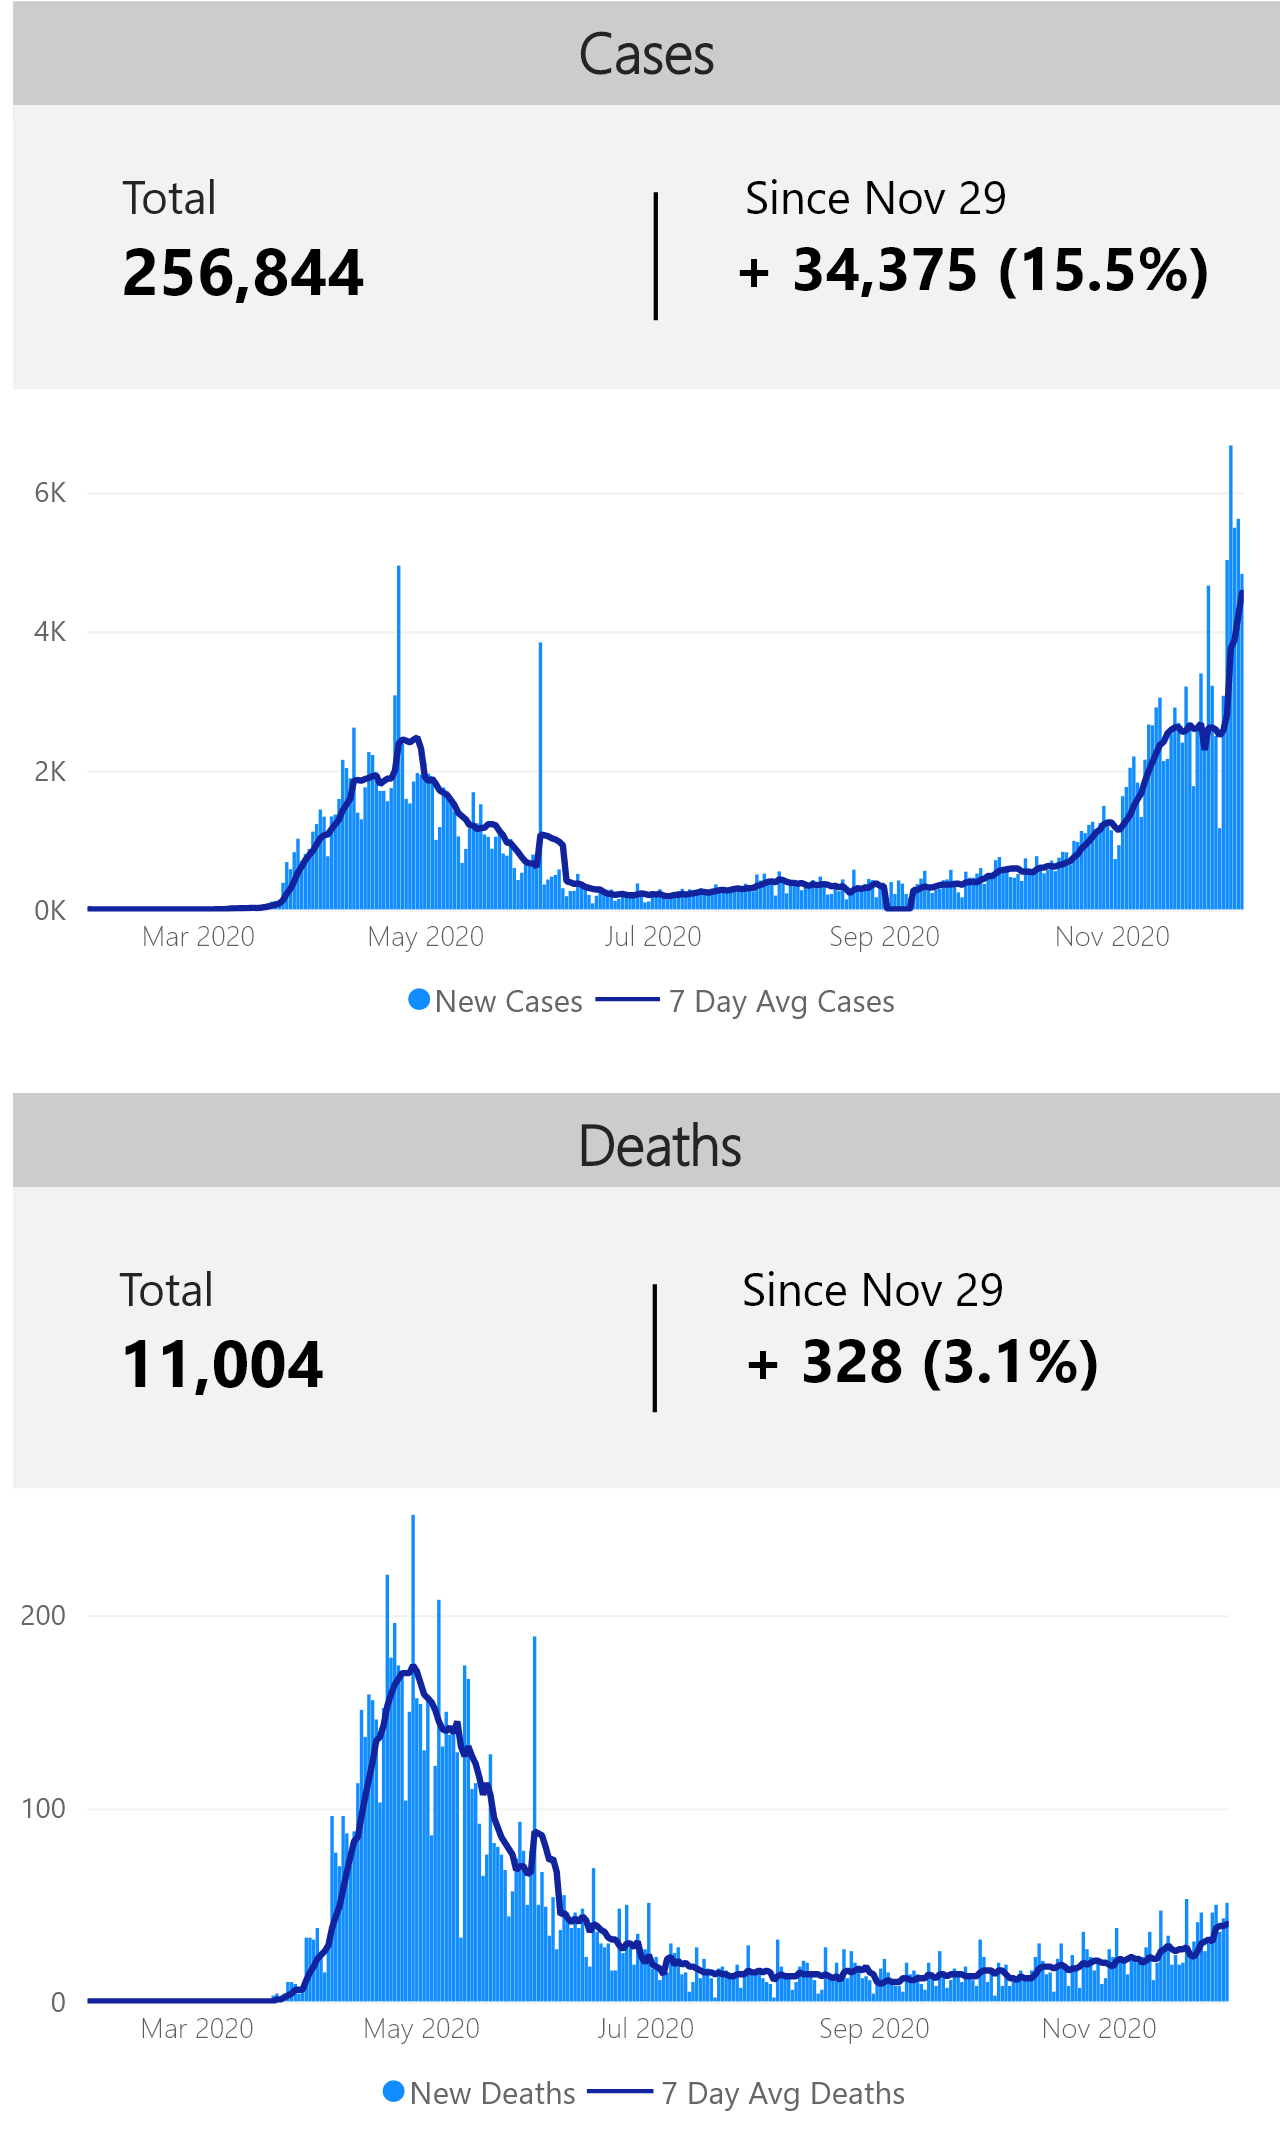 Cases
Total
256,844
Since Nov 29
+ 34,375 (15.5%)
6K
4K
2K
0K
Mar 2020 May 2020 Jul 2020 Sep 2020 Nov 2020
New Cases 7 Day Avg Cases
Deaths
Total
11,004
Since Nov 29
+ 328 (3.1%)
200
100
0
Mar 2020 May 2020 Jul 2020 Sep 2020 Nov 2020
New Deaths 7 Day Avg Deaths